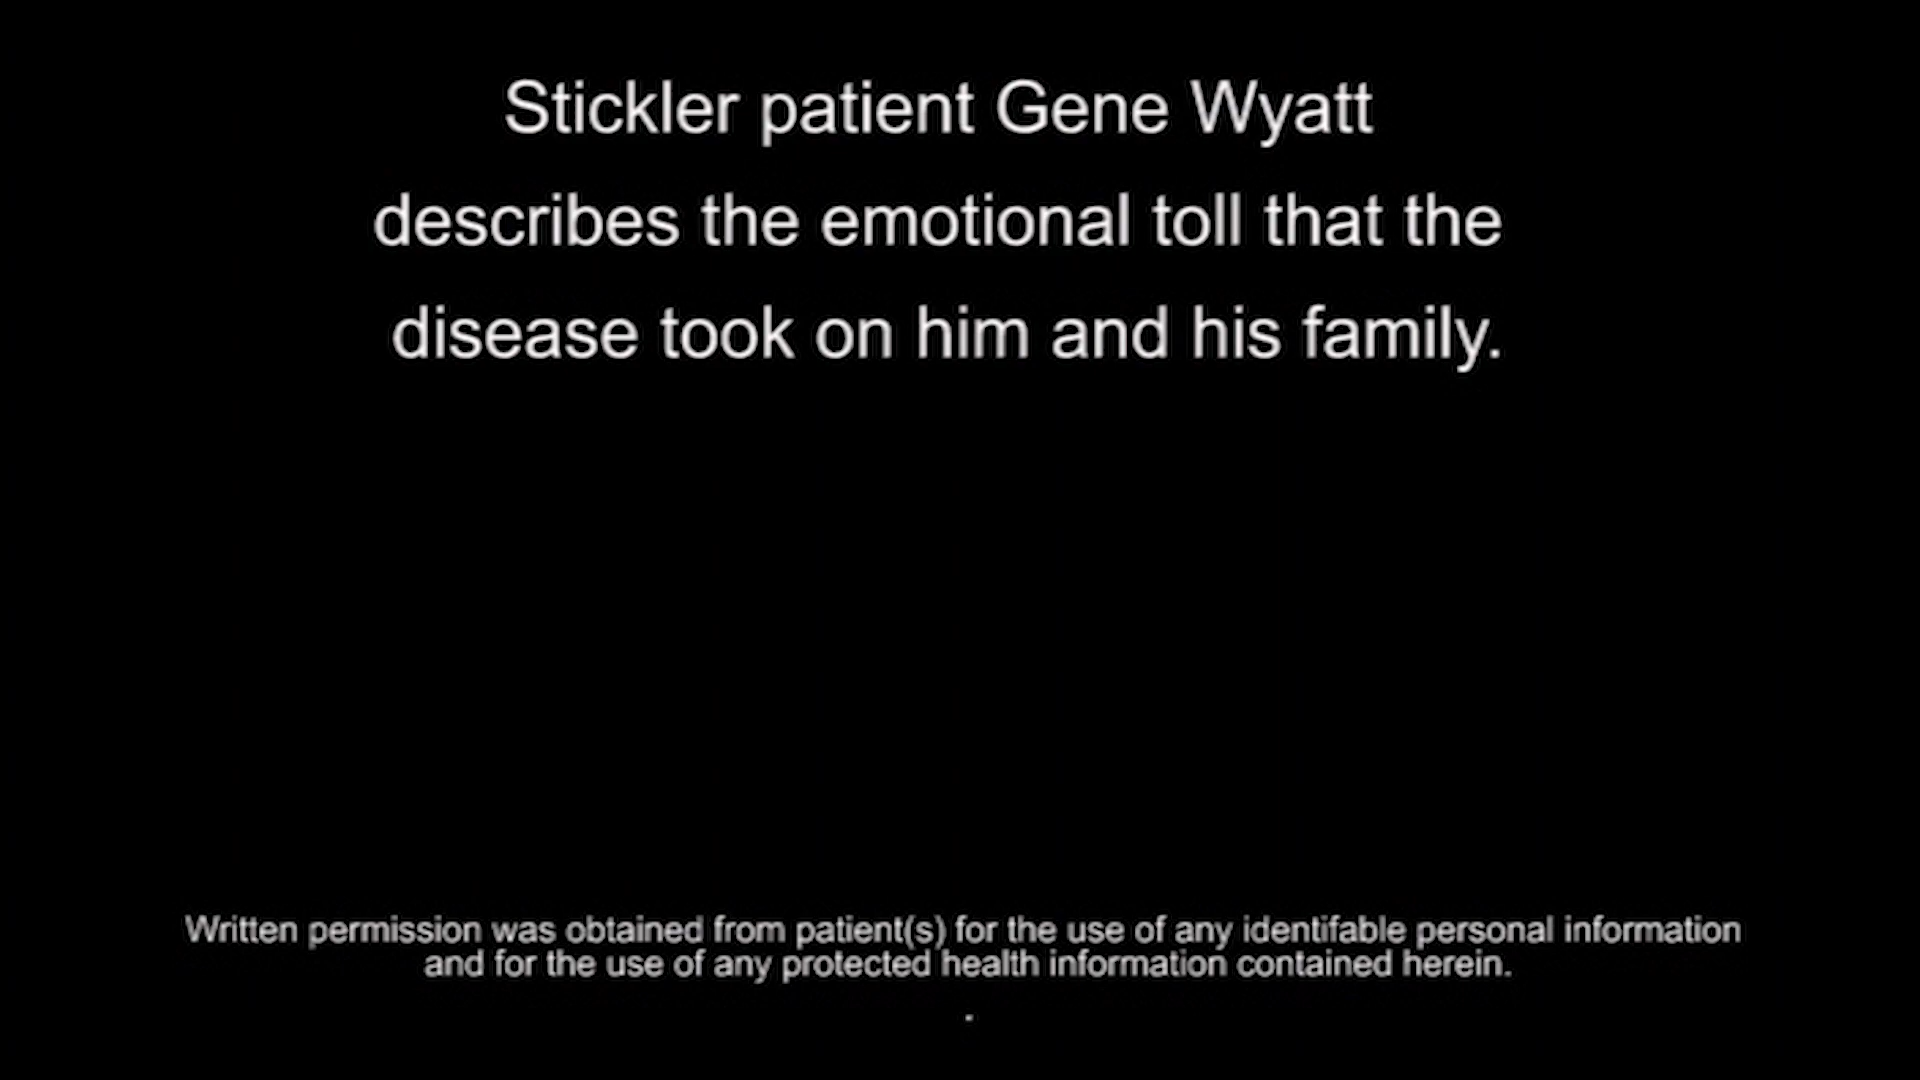 Stickler patient Gene Wyatt
describes the emotional toll that the
disease took on him and his family.
Written permission was obtained from patient(s) for the use of any identifable personal information
and for the use of any protected health information contained herein.
.